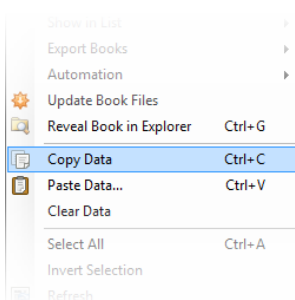 Show in List
Export Books
Automation
Update Book Files
Reveal Book in Explorer Ctrl+G
Copy Data Ctrl+C
Paste Data... Ctrl+V
Clear Data
Select All Ctrl+A
Invert Selection
Refresh